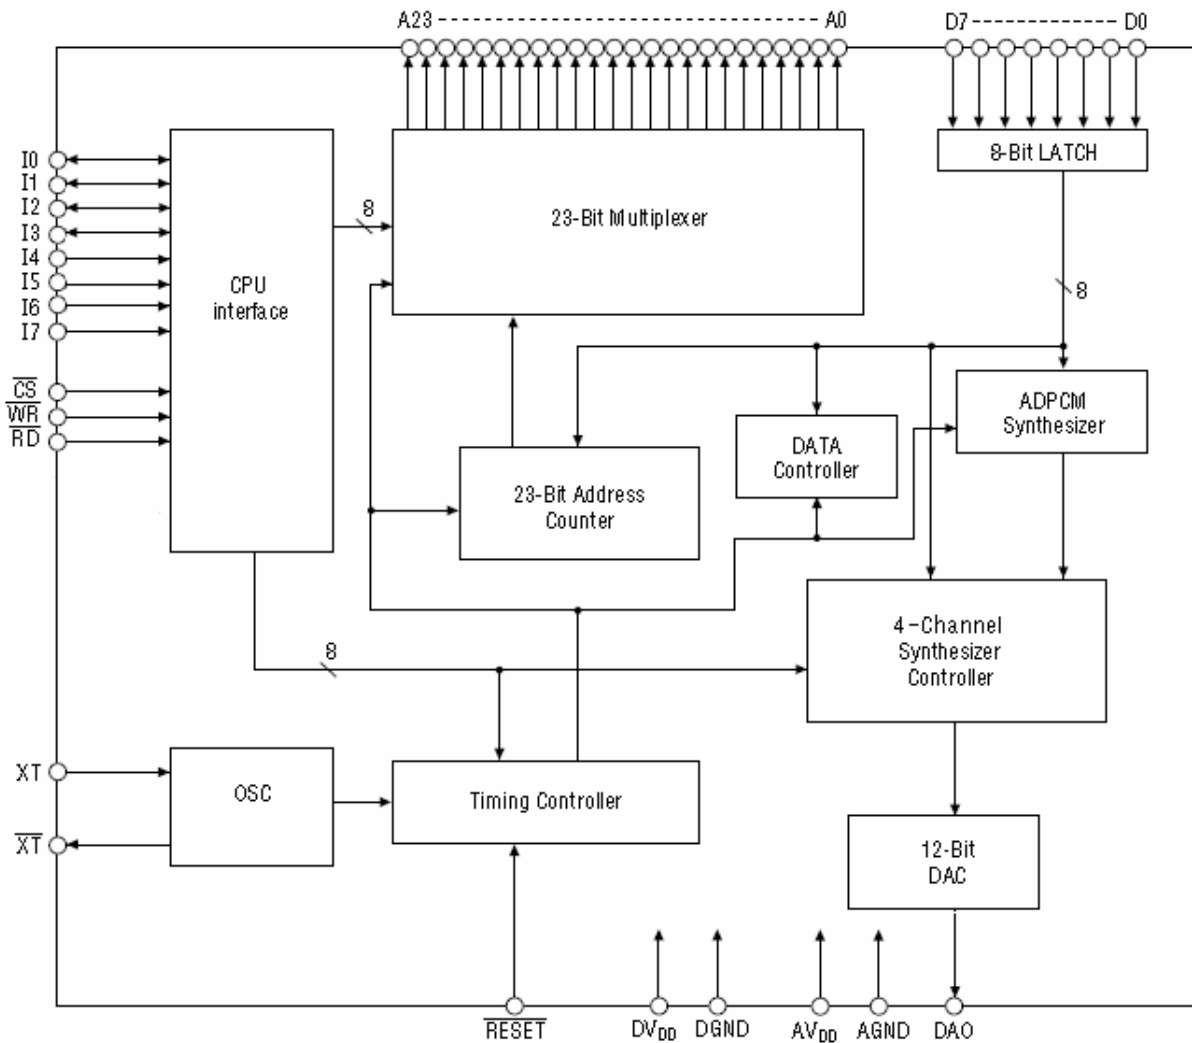 A23 A0 D7 D0
8-Bit LATCH
I0
I1
I2
I3
I4
I5
I6
I7
8
23-Bit Multiplexer
CPU
interface
8
CS
WR
RD
ADPCM
Synthesizer
DATA
Controller
23-Bit Address
Counter
4-Channel
Synthesizer
Controller
8
XT
OSC
Timing Controller
XT
12-Bit
DAC
RESET DVDD DGND AVDD AGND DAO